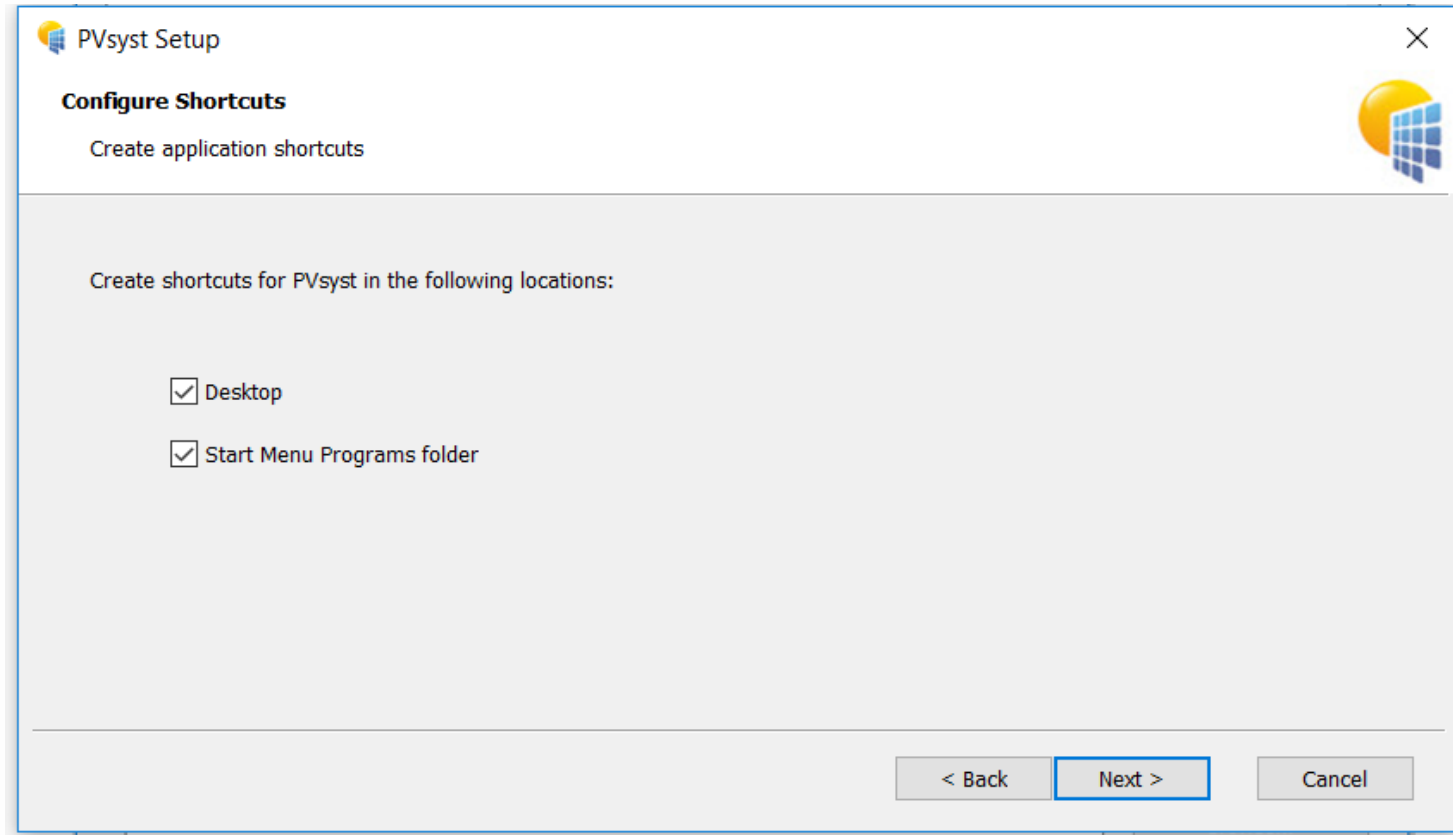 PVsyst Setup
Configure Shortcuts
Create application shortcuts
Create shortcuts for PVsyst in the following locations:
Desktop
Start Menu Programs folder
< Back Next > Cancel